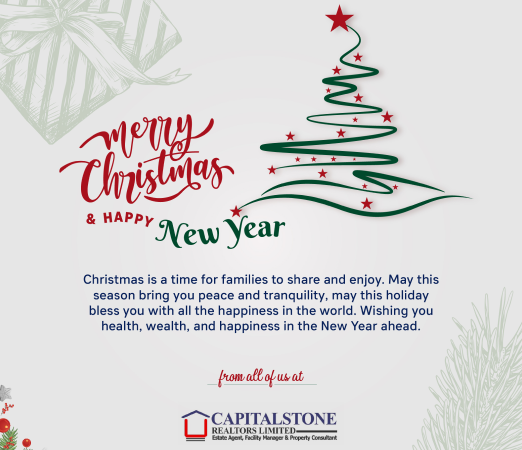 merry
Christmas
& HAPPY New Year
Christmas is a time for families to share and enjoy. May this
season bring you peace and tranquility, may this holiday
bless you with all the happiness in the world. Wishing you
health, wealth, and happiness in the New Year ahead.
from all of us at
CAPITALSTONE
REALTORS LIMITED
Estate Agent, Facility Manager & Property Consultant